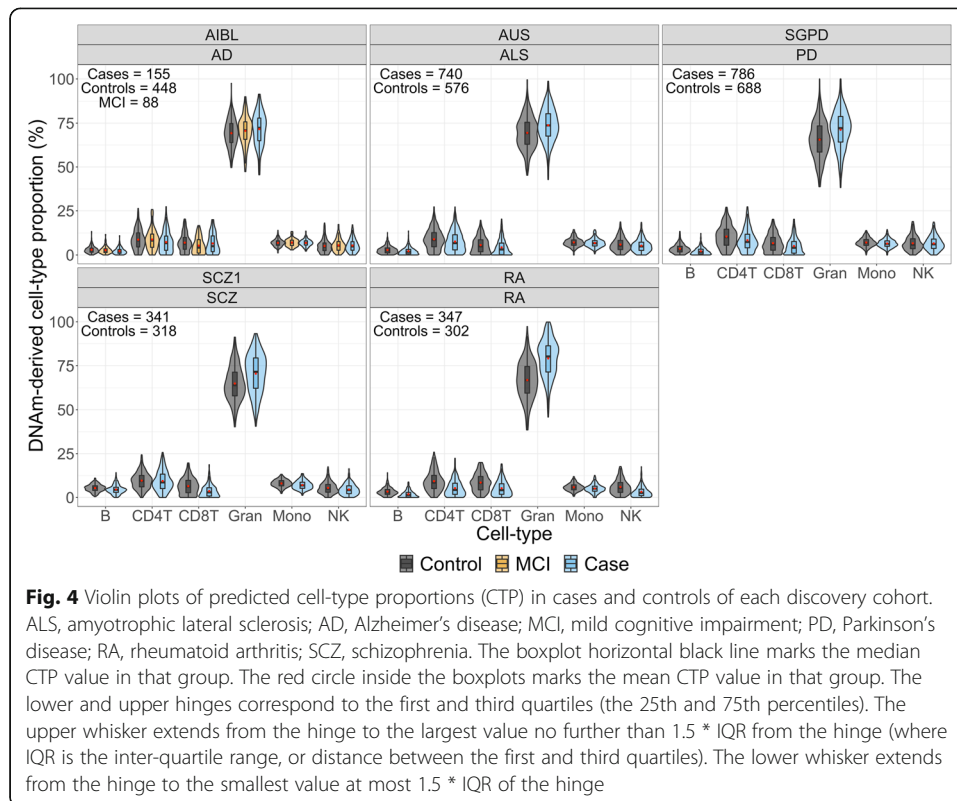 AIBL
AD
Cases = 155
Controls = 448
MCI = 88
AUS
ALS
Cases = 740
Controls = 576
SGPD
PD
Cases = 786
Controls = 688
100
75
50
25
0
B CD4T CD8T Gran Mono NK
SCZ1
SCZ
Cases = 341
Controls = 318
RA
RA
Cases = 347
Controls = 302
100
75
50
25
0
B CD4T CD8T Gran Mono NK
B CD4T CD8T Gran Mono NK
DNAm-derived cell-type proportion (%)
Cell-type
Control MCI Case
Fig. 4 Violin plots of predicted cell-type proportions (CTP) in cases and controls of each discovery cohort.
ALS, amyotrophic lateral sclerosis; AD, Alzheimer's disease; MCI, mild cognitive impairment; PD, Parkinson's
disease; RA, rheumatoid arthritis; SCZ, schizophrenia. The boxplot horizontal black line marks the median
CTP value in that group. The red circle inside the boxplots marks the mean CTP value in that group. The
lower and upper hinges correspond to the first and third quartiles (the 25th and 75th percentiles). The
upper whisker extends from the hinge to the largest value no further than 1.5 * IQR from the hinge (where
IQR is the inter-quartile range, or distance between the first and third quartiles). The lower whisker extends
from the hinge to the smallest value at most 1.5 * IQR of the hinge